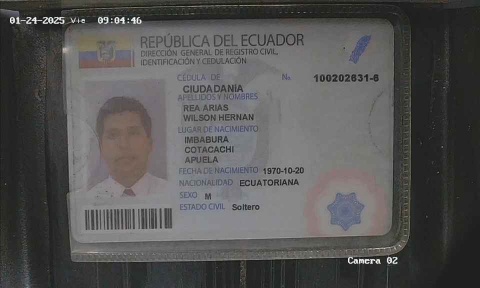 01-24-2025 Vie 09:04:46
REPÚBLICA DEL ECUADOR
DIRECCIÓN GENERAL DE REGISTRO CIVIL,
IDENTIFICACIÓN Y CEDULACIÓN
CÉDULA DE No. 100202631-6
CIUDADANÍA
APELLIDOS Y NOMBRES
REA ARIAS
WILSON HERNAN
LUGAR DE NACIMIENTO
IMBABURA
COTACACHI
APUELA
FECHA DE NACIMIENTO 1970-10-20
NACIONALIDAD ECUATORIANA
SEXO M
ESTADO CIVIL Soltero
Camera 02